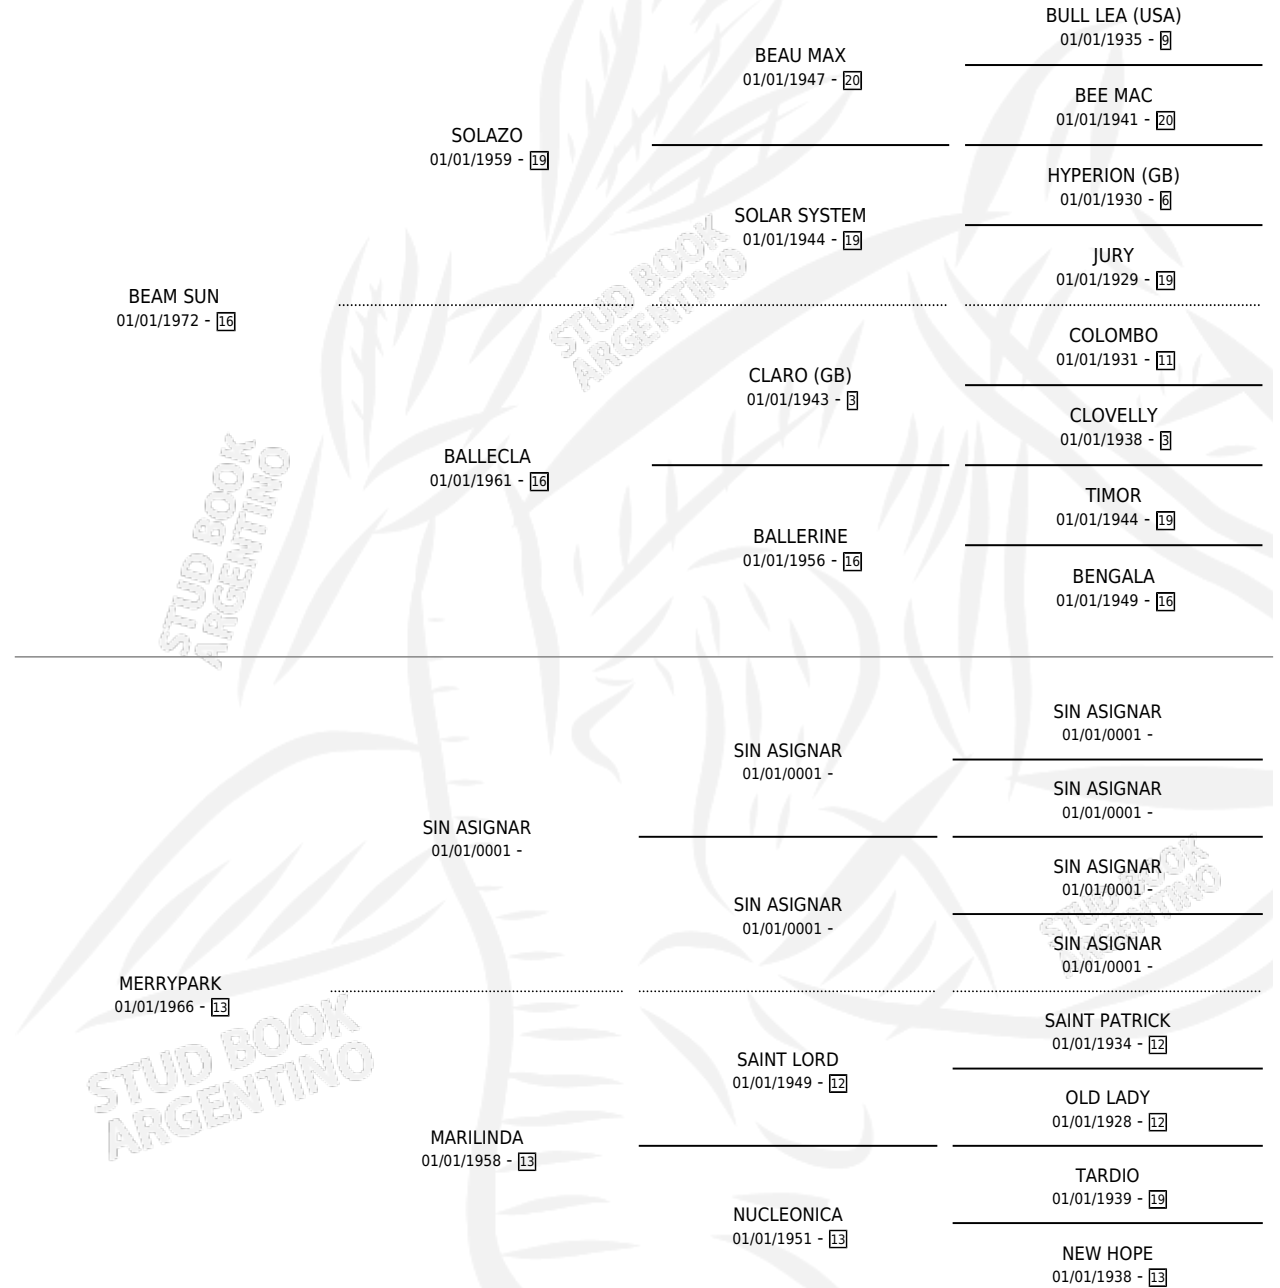 BULL LEA (USA)
01/01/1935 - 9
BEAU MAX
01/01/1947 - 20
BEE MAC
01/01/1941 - 20
SOLAZO
01/01/1959 - 19
HYPERION (GB)
01/01/1930 - 6
SOLAR SYSTEM
01/01/1944 - 19
JURY
01/01/1929 - 19
BEAM SUN
01/01/1972 - 16
COLOMBO
01/01/1931 - 11
CLARO (GB)
01/01/1943 - 3
CLOVELLY
01/01/1938 - 3
BALLECLA
01/01/1961 - 16
TIMOR
01/01/1944 - 19
BALLERINE
01/01/1956 - 16
BENGALA
01/01/1949 - 16
STUD BOOK
ARGENTINO
STUD BOOK
ARGENTINO
SIN ASIGNAR
01/01/0001 -
SIN ASIGNAR
01/01/0001 -
SIN ASIGNAR
01/01/0001 -
SIN ASIGNAR
01/01/0001 -
SIN ASIGNAR
01/01/0001 -
SIN ASIGNAR
01/01/0001 -
SIN ASIGNAR
01/01/0001 -
STUD BOOK
ARGENTINO
MERRYPARK
01/01/1966 - 13
SAINT PATRICK
01/01/1934 - 12
SAINT LORD
01/01/1949 - 12
OLD LADY
01/01/1928 - 12
MARILINDA
01/01/1958 - 13
TARDIO
01/01/1939 - 19
NUCLEONICA
01/01/1951 - 13
NEW HOPE
01/01/1938 - 13
STUD BOOK
ARGENTINO